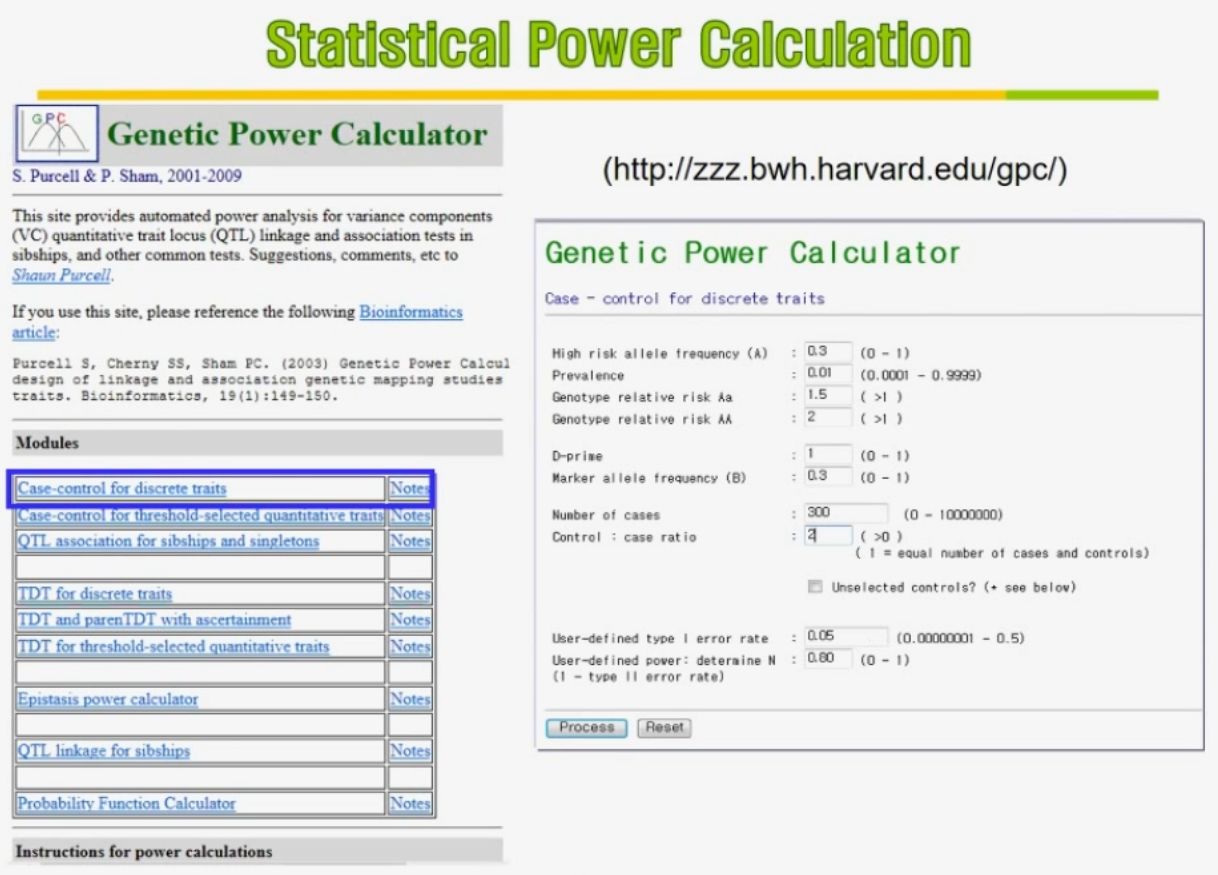 Statistical Power Calculation
GPC
Genetic Power Calculator
S. Purcell & P. Sham, 2001-2009
This site provides automated power analysis for variance components
(VC) quantitative trait locus (QTL) linkage and association tests in
sibships, and other common tests. Suggestions, comments, etc to
Shaun Purcell.
If you use this site, please reference the following Bioinformatics
article:
Purcell S, Cherny SS, Sham PC. (2003) Genetic Power Calcul
design of linkage and association genetic mapping studies
traits. Bioinformatics, 19(1):149-150.
Modules
Case-control for discrete traits Notes
Case-control for threshold-selected quantitative traits Notes
QTL association for sibships and singletons Notes
TDT for discrete traits Notes
TDT and parenTDT with ascertainment Notes
TDT for threshold-selected quantitative traits Notes
Epistasis power calculator Notes
QTL linkage for sibships Notes
Probability Function Calculator Notes
Instructions for power calculations
(http://zzz.bwh.harvard.edu/gpc/)
Genetic Power Calculator
Case - control for discrete traits
High risk allele frequency (A) : 0.3 (0 - 1)
Prevalence : 0.01 (0.0001 - 0.9999)
Genotype relative risk Aa : 1.5 ( >1 )
Genotype relative risk AA : 2 ( >1 )
D-prime : 1 (0 - 1)
Marker allele frequency (B) : 0.3 (0 - 1)
Number of cases : 300 (0 - 10000000)
Control : case ratio : 2 ( >0 )
( 1 = equal number of cases and controls)
Unselected controls? (* see below)
User-defined type I error rate : 0.05 (0.00000001 - 0.5)
User-defined power: determine N : 0.80 (0 - 1)
(1 - type II error rate)
Process Reset